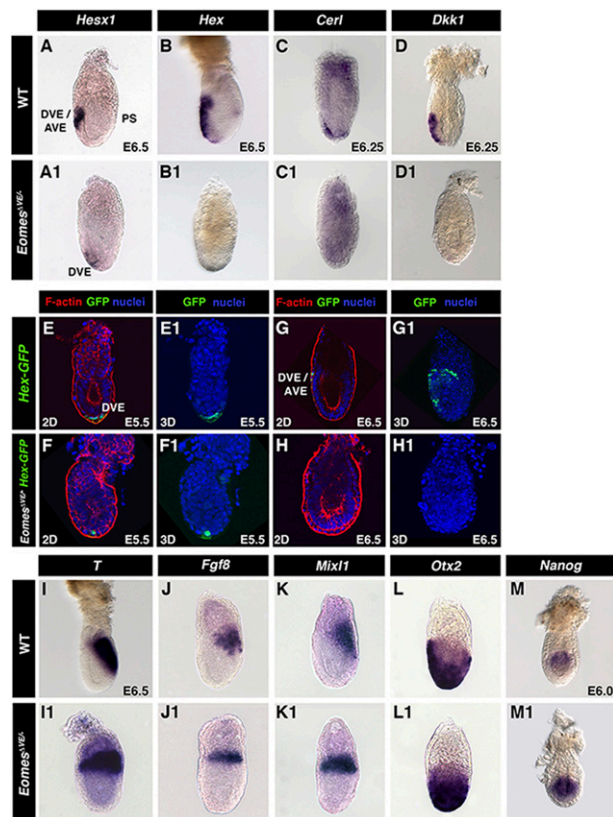 Hesx1 Hex Cerl Dkk1
WT
A B C D
DVE / AVE PS
E6.5 E6.5 E6.25 E6.25
Eomes ΔVE/-
A1 B1 C1 D1
DVE
F-actin GFP nuclei GFP nuclei F-actin GFP nuclei GFP nuclei
Hex-GFP
E E1 G G1
DVE DVE / AVE
2D E5.5 3D E5.5 2D E6.5 3D E6.5
Hex-GFP
F F1 H H1
2D E5.5 3D E5.5 2D E6.5 3D E6.5
T Fgf8 Mixl1 Otx2 Nanog
WT
I J K L M
E6.5 E6.0
Eomes ΔVE/-
I1 J1 K1 L1 M1